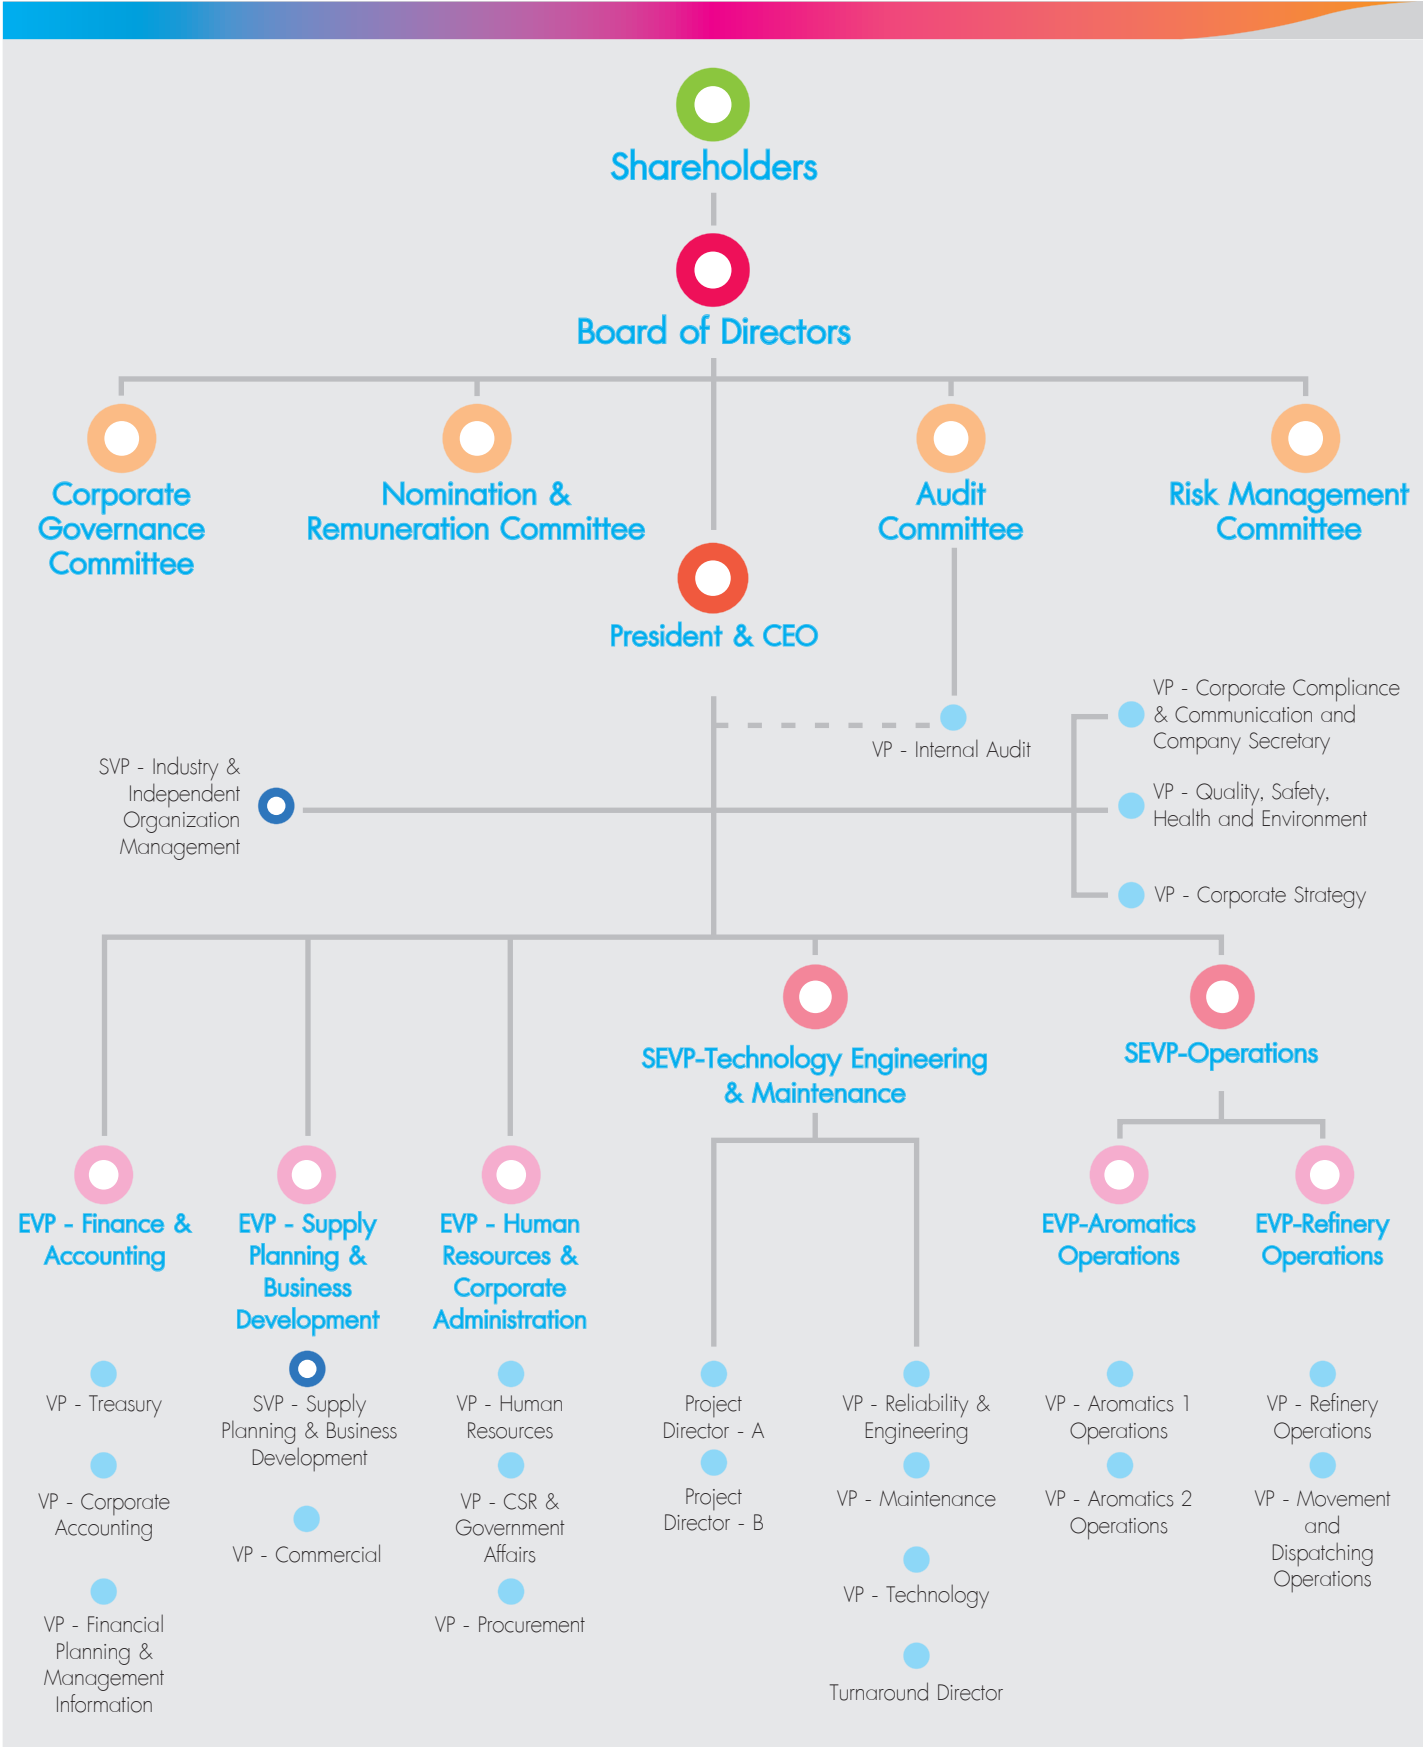 Shareholders
Board of Directors
Corporate
Governance
Committee
Nomination &
Remuneration Committee
Audit
Committee
Risk Management
Committee
President & CEO
VP - Internal Audit
VP - Corporate Compliance
& Communication and
Company Secretary
SVP - Industry &
Independent
Organization
Management
VP - Quality, Safety,
Health and Environment
VP - Corporate Strategy
SEVP-Technology Engineering
& Maintenance
SEVP-Operations
EVP - Finance &
Accounting
EVP - Supply
Planning &
Business
Development
EVP - Human
Resources &
Corporate
Administration
EVP-Aromatics
Operations
EVP-Refinery
Operations
VP - Treasury
VP - Corporate
Accounting
VP - Financial
Planning &
Management
Information
SVP - Supply
Planning & Business
Development
VP - Commercial
VP - Human
Resources
VP - CSR &
Government
Affairs
VP - Procurement
Project
Director - A
Project
Director - B
VP - Reliability &
Engineering
VP - Maintenance
VP - Technology
Turnaround Director
VP - Aromatics 1
Operations
VP - Aromatics 2
Operations
VP - Refinery
Operations
VP - Movement
and
Dispatching
Operations